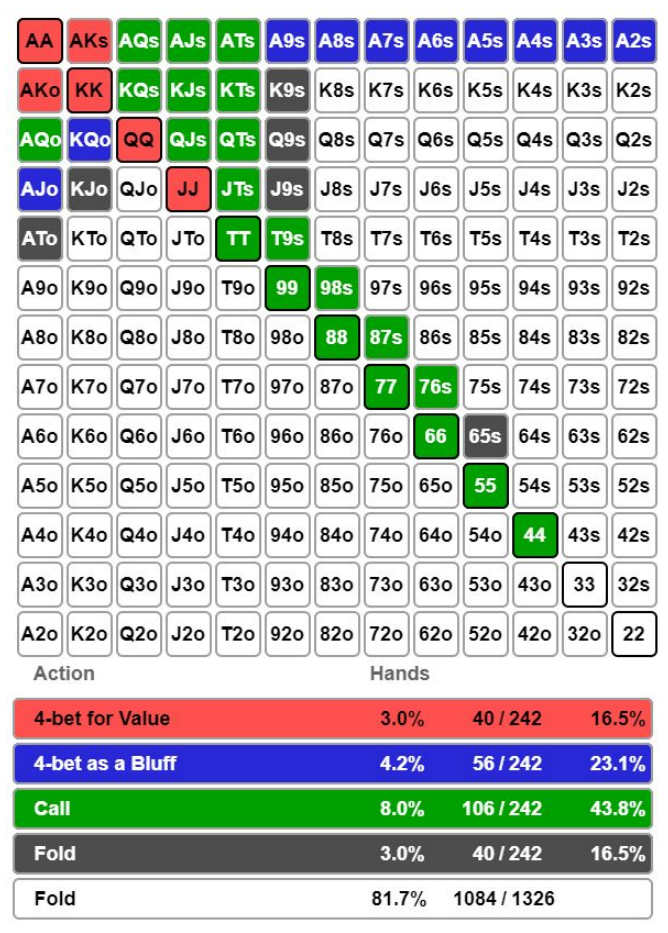 AA AKs AQs AJs ATs A9s A8s A7s A6s A5s A4s A3s A2s
AKo KK KQs KJs KTs K9s K8s K7s K6s K5s K4s K3s K2s
AQo KQo QQ QJs QTs Q9s Q8s Q7s Q6s Q5s Q4s Q3s Q2s
AJo KJo QJo JJ JTs J9s J8s J7s J6s J5s J4s J3s J2s
ATo KTo QTo JTo TT T9s T8s T7s T6s T5s T4s T3s T2s
A9o K9o Q9o J9o T9o 99 98s 97s 96s 95s 94s 93s 92s
A8o K8o Q8o J8o T8o 98o 88 87s 86s 85s 84s 83s 82s
A7o K7o Q7o J7o T7o 97o 87o 77 76s 75s 74s 73s 72s
A6o K6o Q6o J6o T6o 96o 86o 76o 66 65s 64s 63s 62s
A5o K5o Q5o J5o T5o 95o 85o 75o 65o 55 54s 53s 52s
A4o K4o Q4o J4o T4o 94o 84o 74o 64o 54o 44 43s 42s
A3o K3o Q3o J3o T3o 93o 83o 73o 63o 53o 43o 33 32s
A2o K2o Q2o J2o T2o 92o 82o 72o 62o 52o 42o 32o 22
Action Hands
4-bet for Value 3.0% 40 / 242 16.5%
4-bet as a Bluff 4.2% 56 / 242 23.1%
Call 8.0% 106 / 242 43.8%
Fold 3.0% 40 / 242 16.5%
Fold 81.7% 1084 / 1326